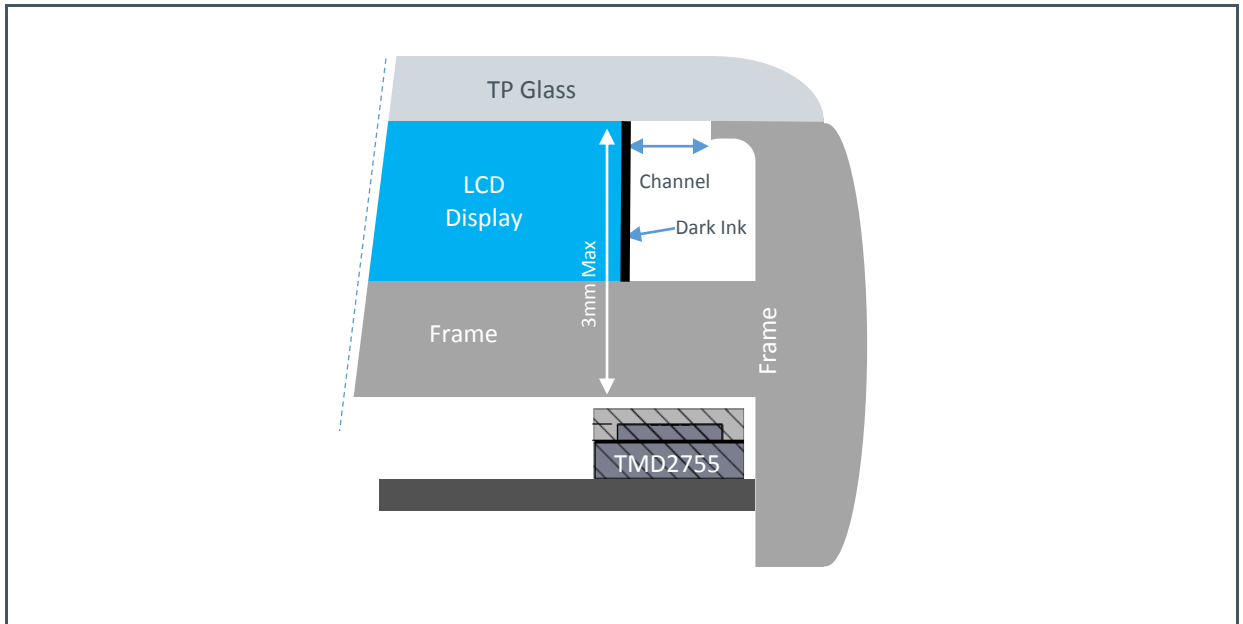 TP Glass
LCD
Display
Channel
Dark Ink
3mm Max
Frame
Frame
TMD2755